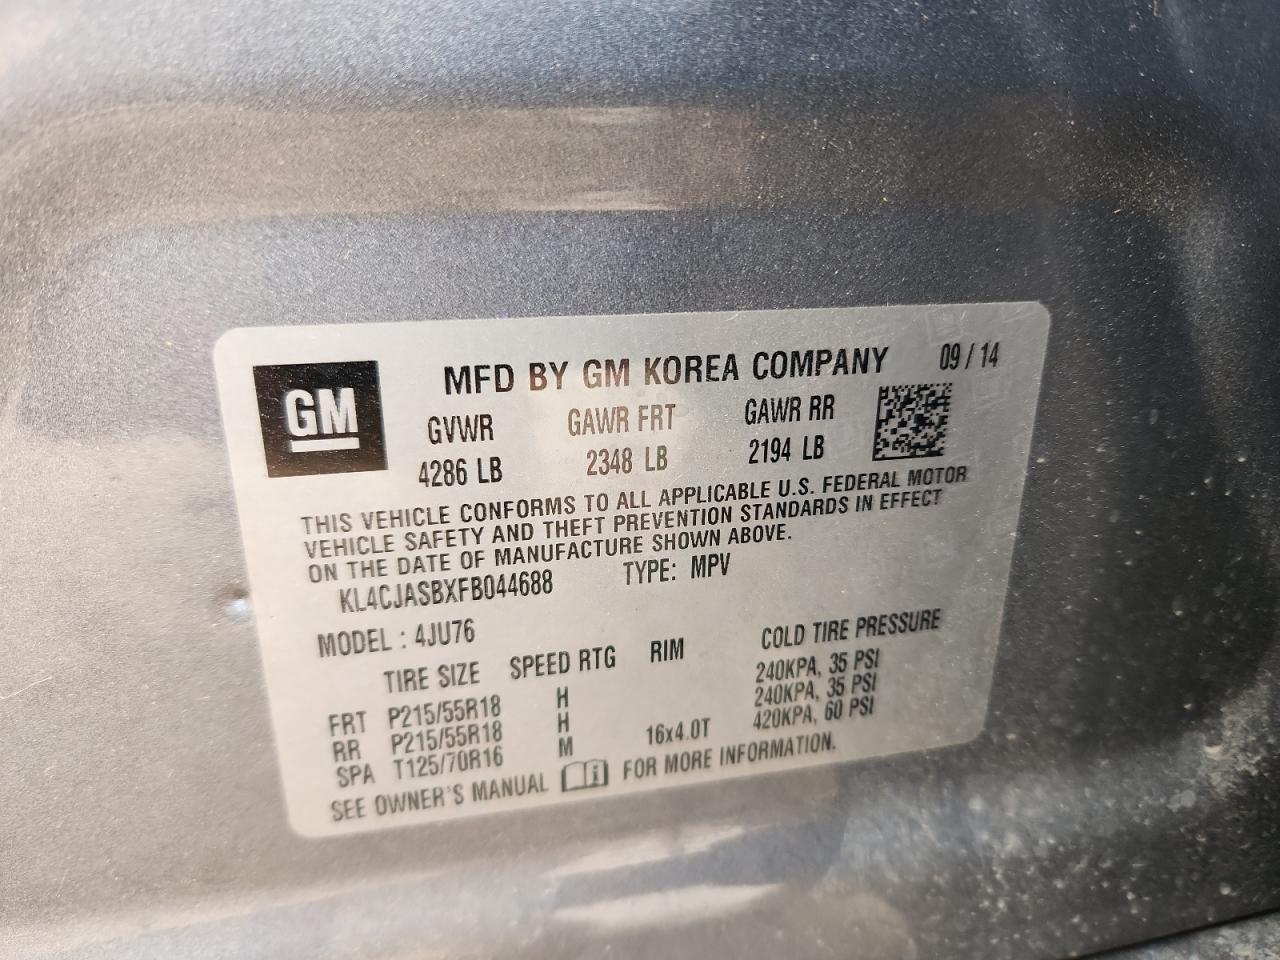 GM
MFD BY GM KOREA COMPANY 09 / 14
GVWR GAWR FRT GAWR RR
4286 LB 2348 LB 2194 LB
THIS VEHICLE CONFORMS TO ALL APPLICABLE U.S. FEDERAL MOTOR
VEHICLE SAFETY AND THEFT PREVENTION STANDARDS IN EFFECT
ON THE DATE OF MANUFACTURE SHOWN ABOVE.
KL4CJASBXFB044688 TYPE: MPV
MODEL : 4JU76
TIRE SIZE SPEED RTG RIM COLD TIRE PRESSURE
FRT P215/55R18 H 240KPA, 35 PSI
RR P215/55R18 H 240KPA, 35 PSI
SPA T125/70R16 M 16x4.0T 420KPA, 60 PSI
SEE OWNER'S MANUAL i FOR MORE INFORMATION.